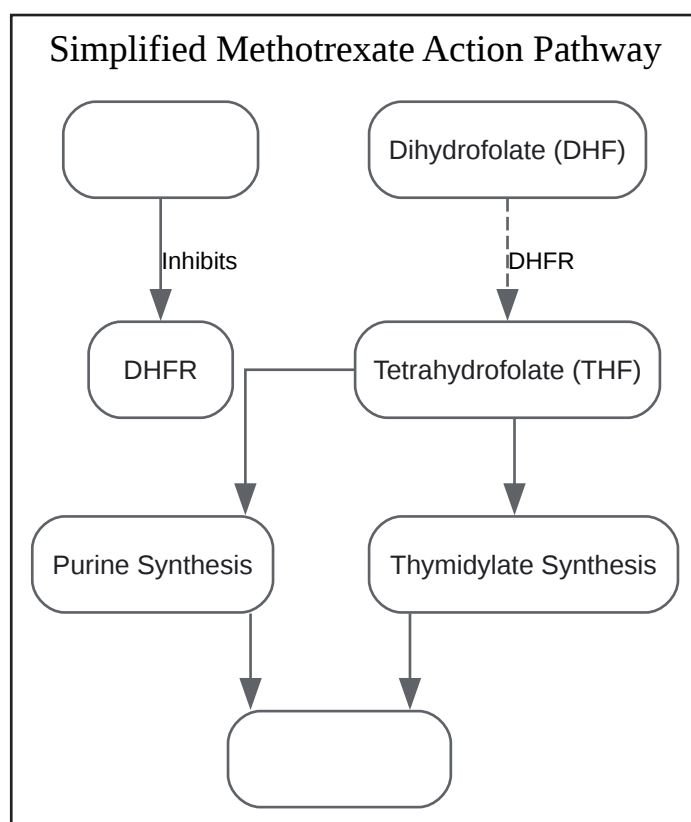 Simplified Methotrexate Action Pathway
Dihydrofolate (DHF)
Inhibits
DHFR
DHFR
Tetrahydrofolate (THF)
Purine Synthesis
Thymidylate Synthesis